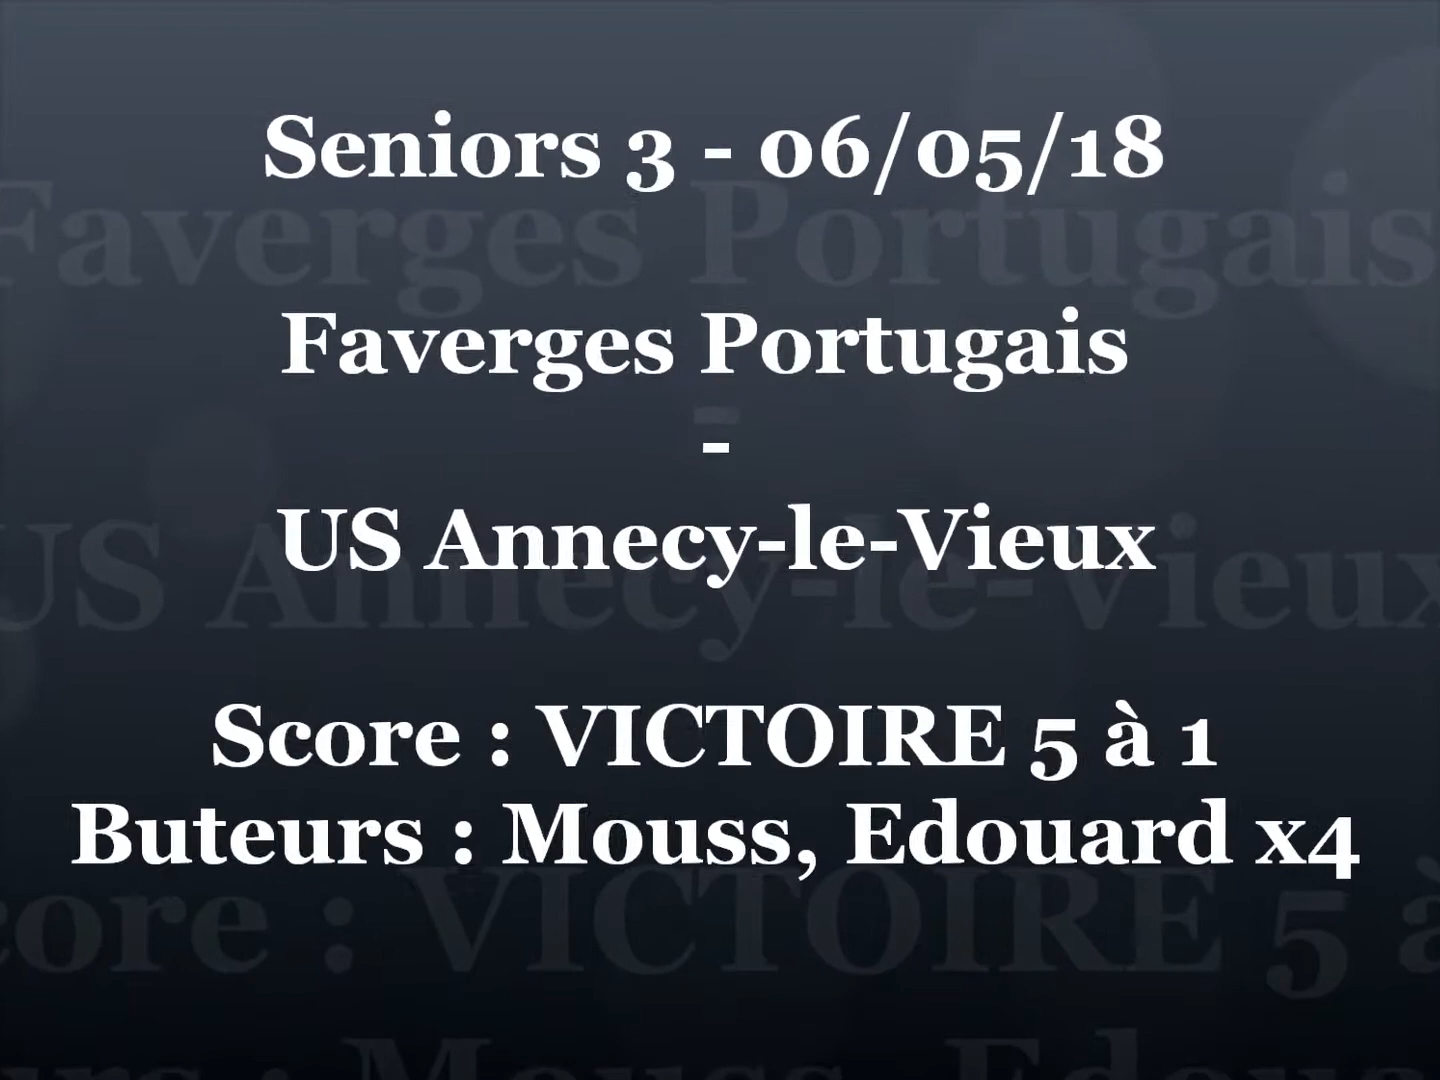 Seniors 3 - 06/05/18
Faverges Portugais
-
US Annecy-le-Vieux
Score : VICTOIRE 5 à 1
Buteurs : Mouss, Edouard x4